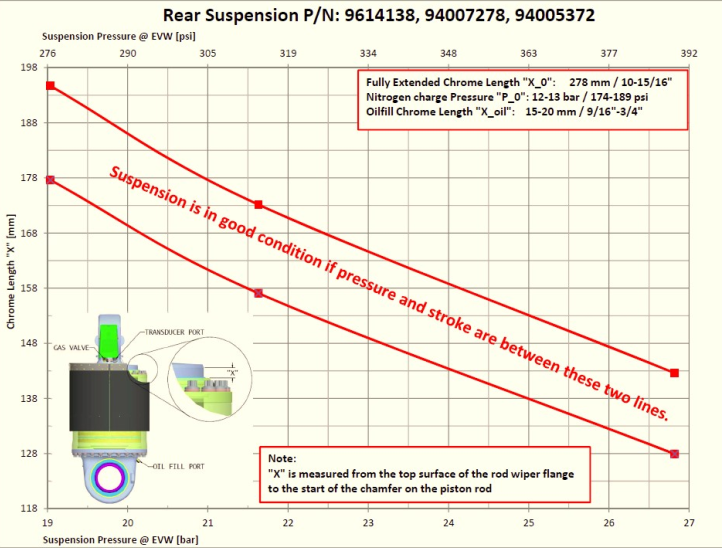 Rear Suspension P/N: 9614138, 94007278, 94005372
Suspension Pressure @ EVW [psi]
276 290 305 319 334 348 363 377 392
198
188
178
168
158
148
138
128
118
Chrome Length "X" [mm]
Fully Extended Chrome Length "X_0": 278 mm / 10-15/16"
Nitrogen charge Pressure "P_0": 12-13 bar / 174-189 psi
Oilfill Chrome Length "X_oil": 15-20 mm / 9/16"-3/4"
Suspension is in good condition if pressure and stroke are between these two lines.
TRANSDUCER PORT
GAS VALVE
"X"
OIL FILL PORT
Note:
"X" is measured from the top surface of the rod wiper flange
to the start of the chamfer on the piston rod
19 20 21 22 23 24 25 26 27
Suspension Pressure @ EVW [bar]